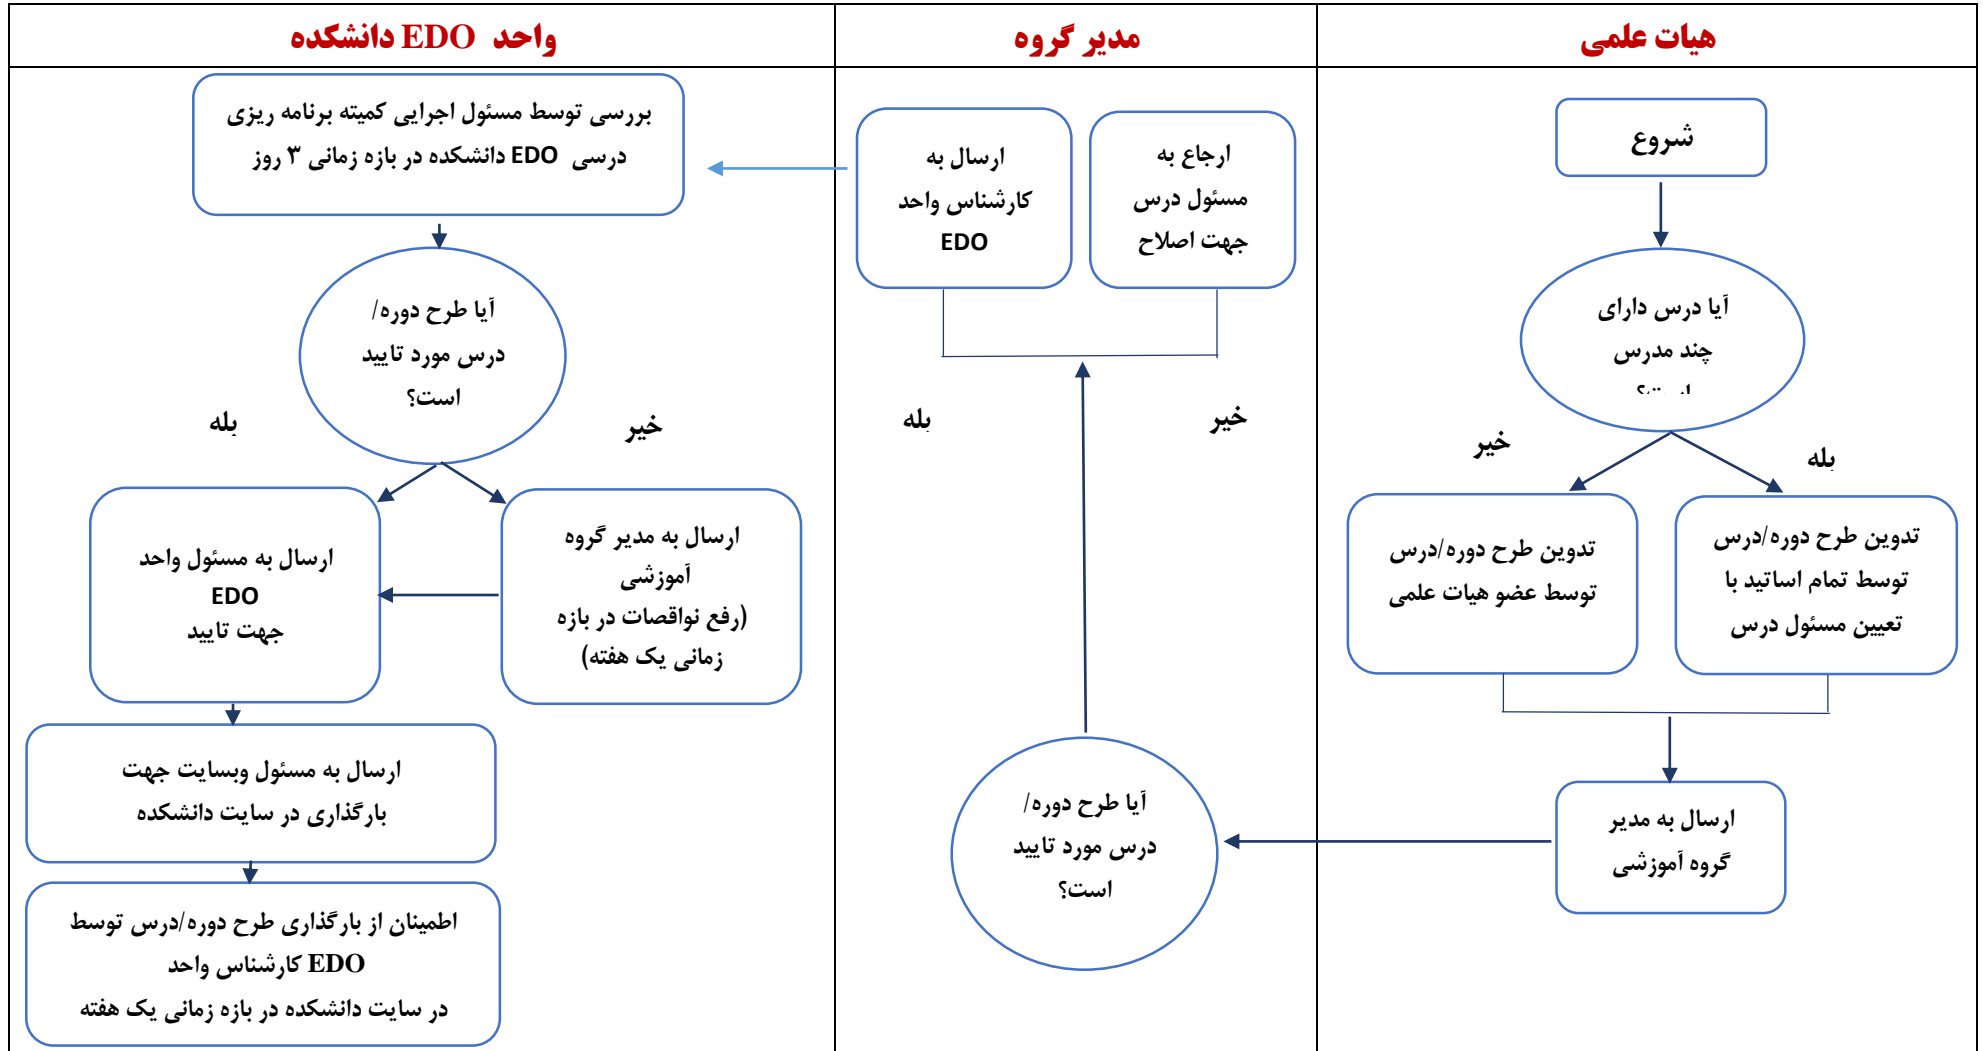 هیات علمی
مدیر گروه
واحد EDO دانشکده
شروع
آیا درس دارای
چند مدرس
است؟
خیر
بله
تدوین طرح دوره/درس
توسط تمام اساتید با
تعیین مسئول درس
تدوین طرح دوره/درس
توسط عضو هیات علمی
ارسال به مدیر
گروه آموزشی
ارجاع به
مسئول درس
جهت اصلاح
ارسال به
کارشناس واحد
EDO
خیر
بله
آیا طرح دوره/
درس مورد تایید
است؟
بررسی توسط مسئول اجرایی کمیته برنامه ریزی
درسی EDO دانشکده در بازه زمانی ۳ روز
آیا طرح دوره/
درس مورد تایید
است؟
خیر
بله
ارسال به مدیر گروه
آموزشی
(رفع نواقصات در بازه
زمانی یک هفته)
ارسال به مسئول واحد
EDO
جهت تایید
ارسال به مسئول وبسایت جهت
بارگذاری در سایت دانشکده
اطمینان از بارگذاری طرح دوره/درس توسط
کارشناس واحد EDO
در سایت دانشکده در بازه زمانی یک هفته